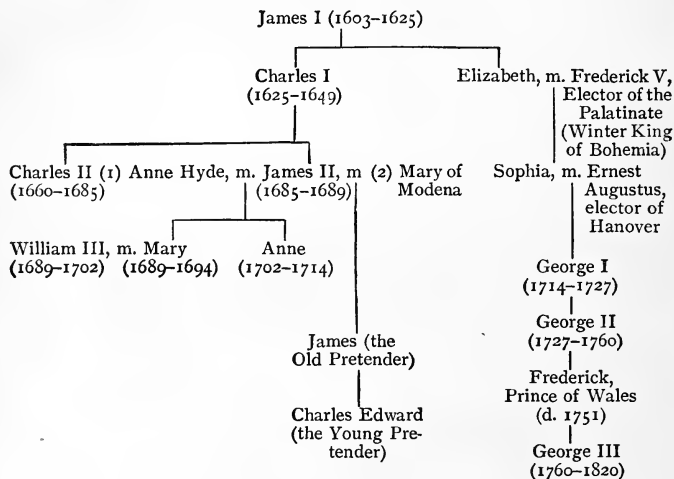 James I (1603–1625)
Charles I
(1625–1649)
Elizabeth, m. Frederick V,
Elector of the
Palatinate
(Winter King
of Bohemia)
Charles II (1) Anne Hyde, m. James II, m (2) Mary of
(1660–1685) (1685–1689) Modena
Sophia, m. Ernest
Augustus,
elector of
Hanover
William III, m. Mary Anne
(1689–1702) (1689–1694) (1702–1714)
George I
(1714–1727)
George II
(1727–1760)
James (the
Old Pretender)
Frederick,
Prince of Wales
(d. 1751)
Charles Edward
(the Young Pre-
tender)
George III
(1760–1820)